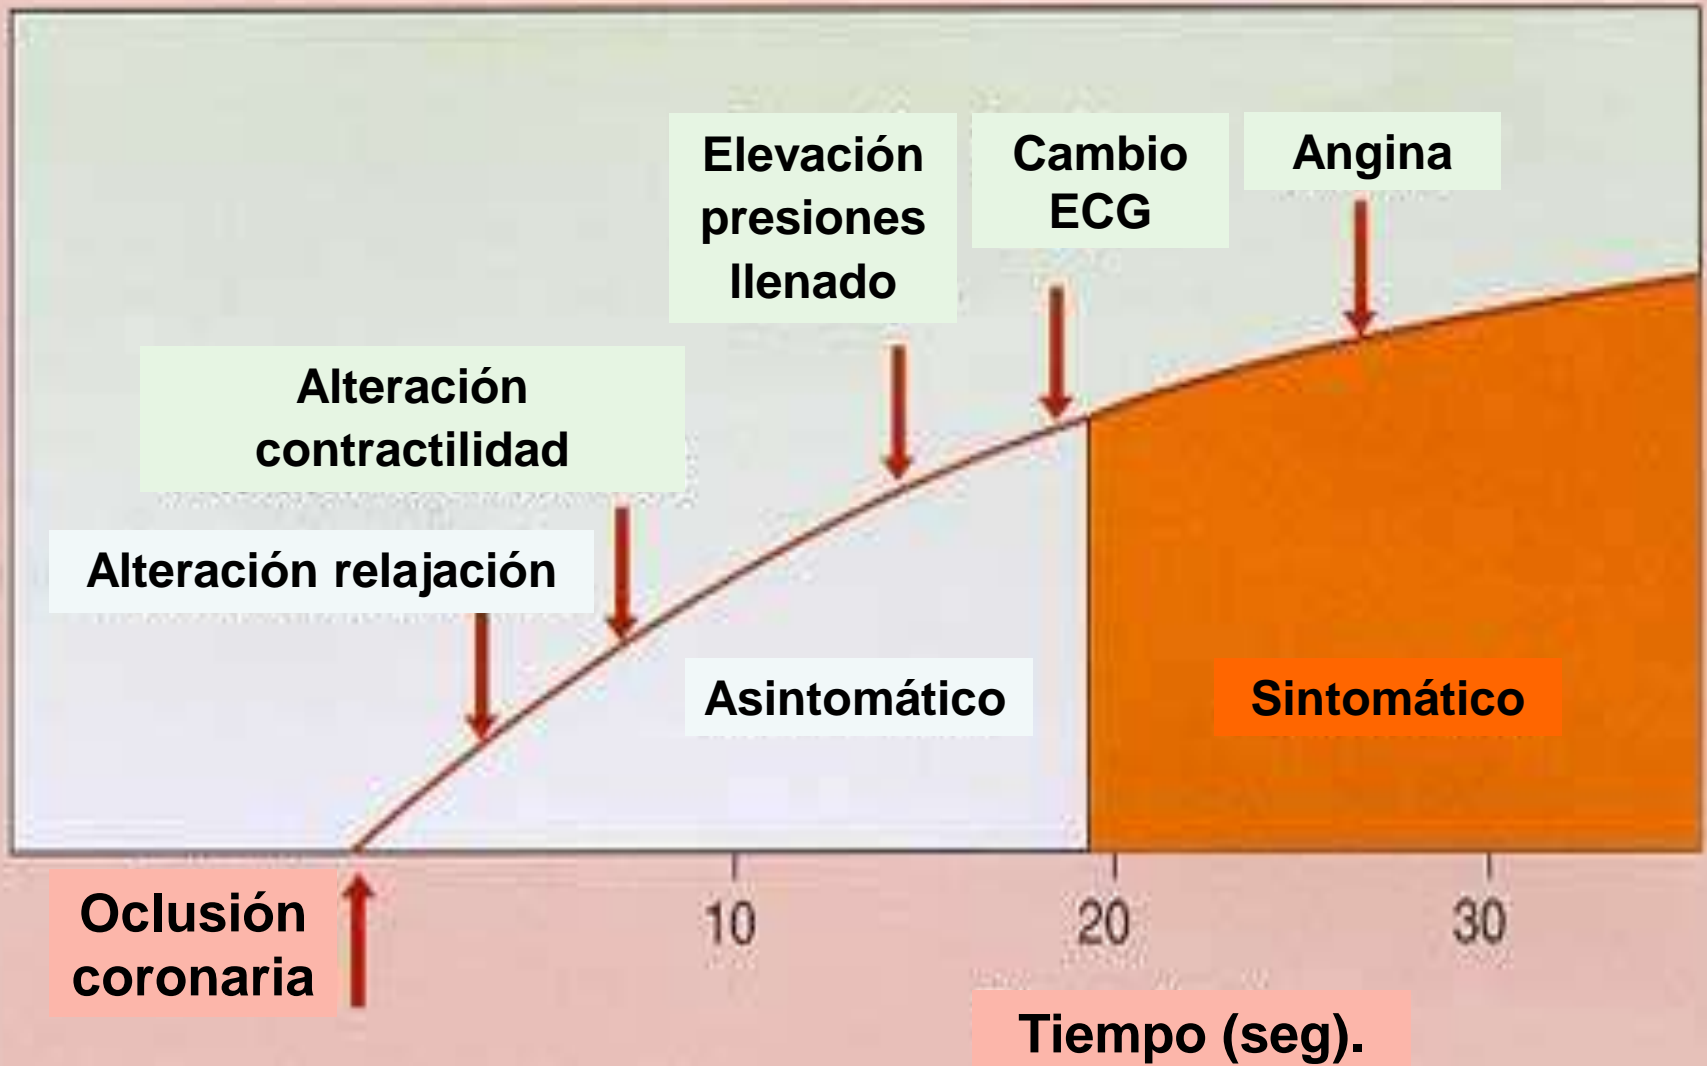 Elevación
presiones
llenado
Cambio
ECG
Angina
Alteración
contractilidad
Alteración relajación
Asintomático
Sintomático
Oclusión
coronaria
10
20
30
Tiempo (seg).